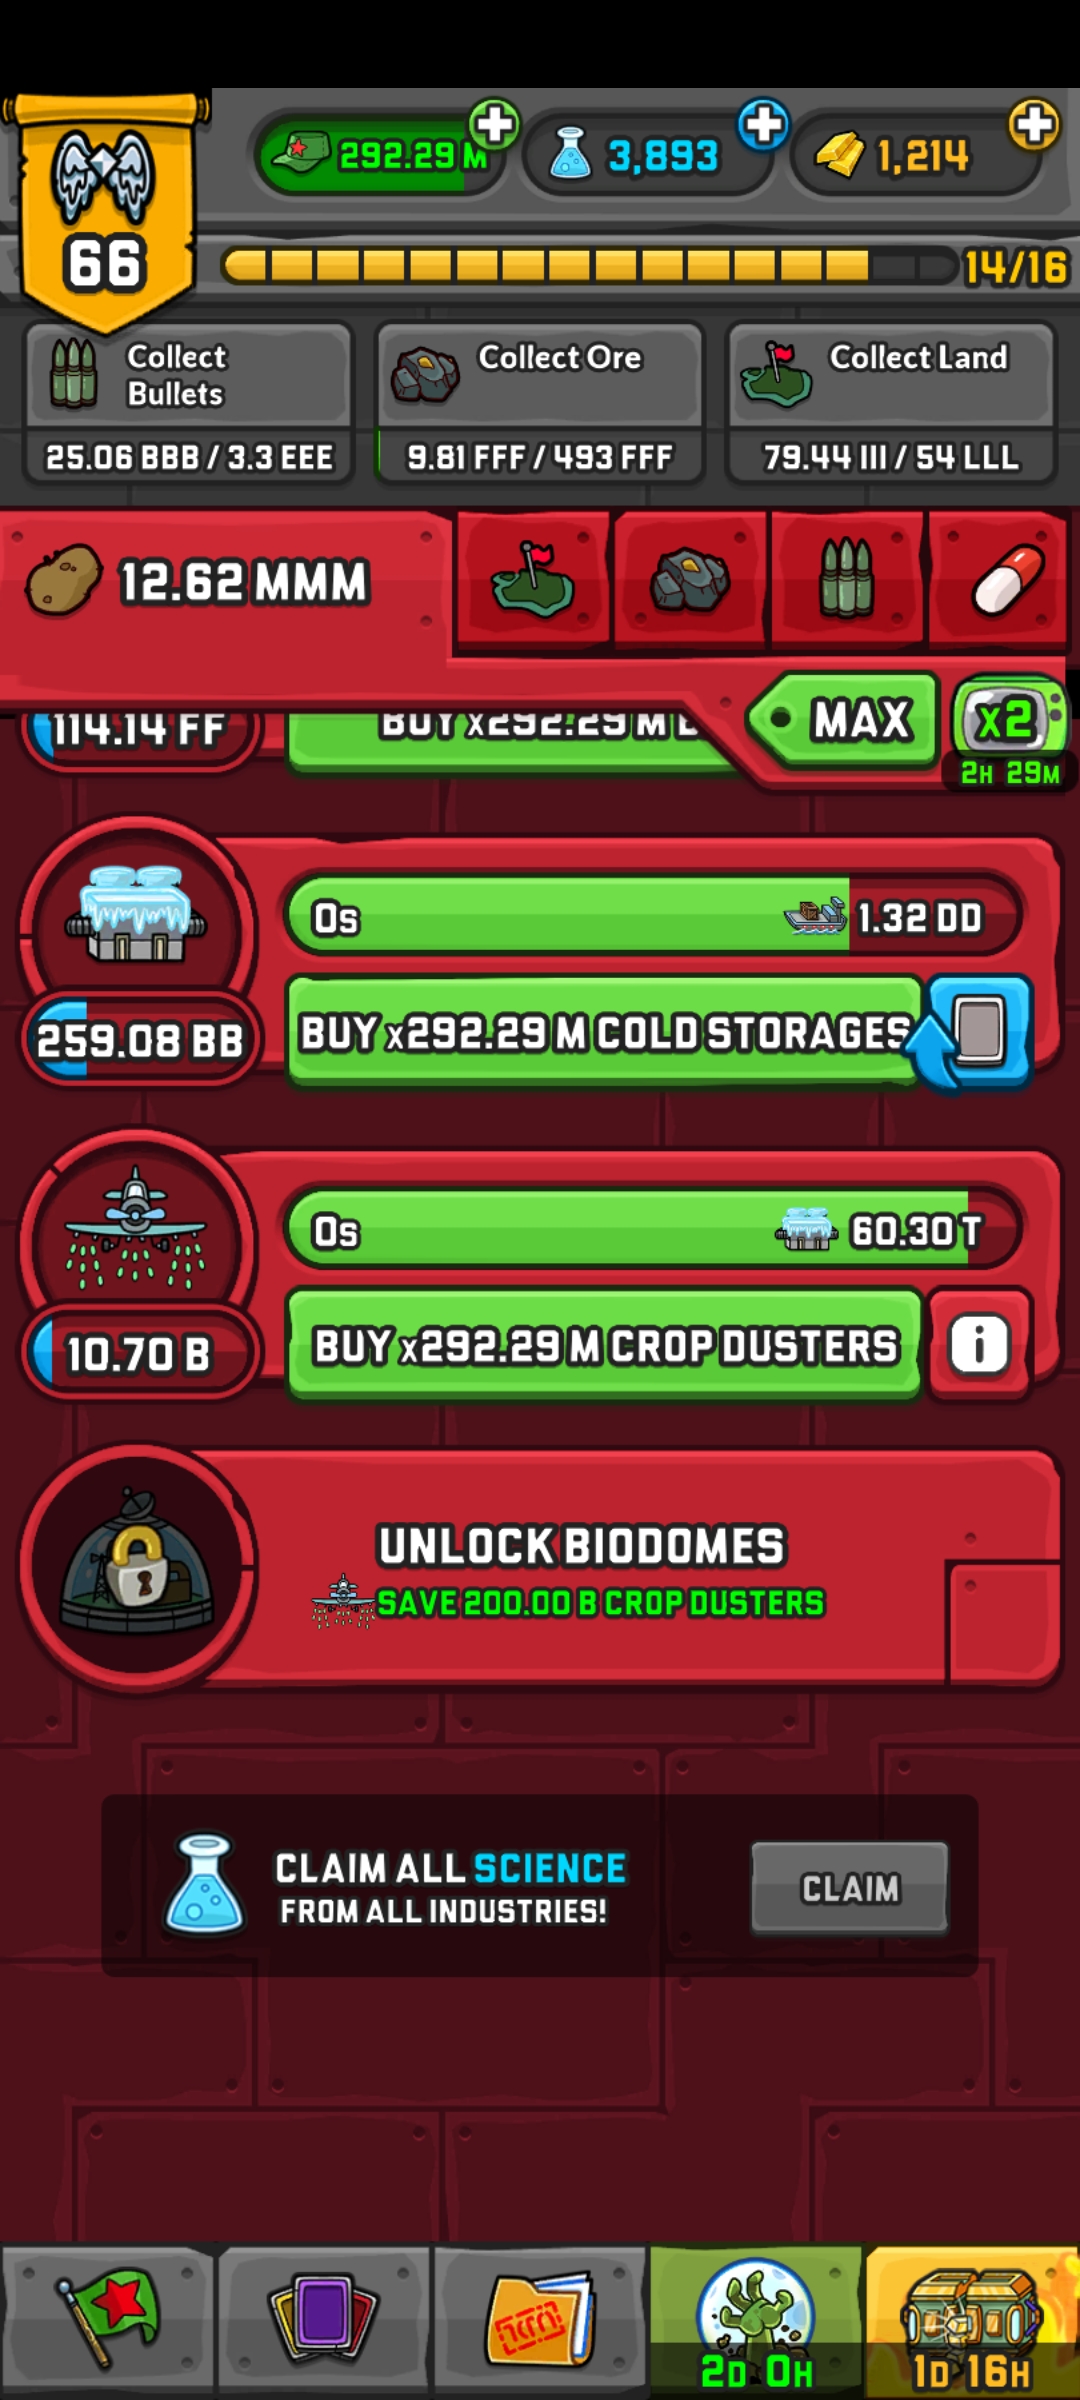 292.29 M
3,893
1,214
66
14/16
Collect
Bullets
25.06 BBB / 3.3 EEE
Collect Ore
9.81 FFF / 493 FFF
Collect Land
79.44 III / 54 LLL
12.62 MMM
MAX
x2
2H 29M
114.14 FF
BUY x292.29 M
0s
1.32 DD
259.08 BB
BUY x292.29 M COLD STORAGES
0s
60.30 T
10.70 B
BUY x292.29 M CROP DUSTERS
i
UNLOCK BIODOMES
SAVE 200.00 B CROP DUSTERS
CLAIM ALL SCIENCE
FROM ALL INDUSTRIES!
CLAIM
2D 0H
1D 16H